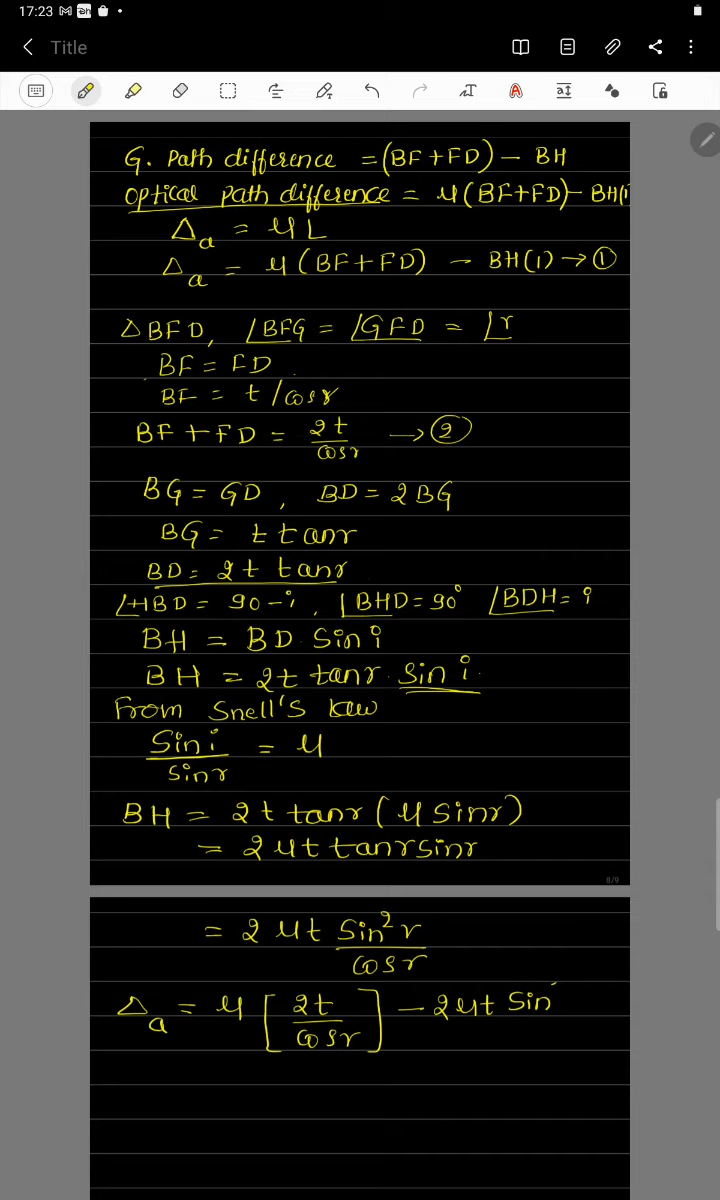 17:23
Title
G. Path difference = (BF + FD) - BH
Optical path difference = μ(BF+FD) - BH(1
Δa = μL
Δa = μ(BF+FD) - BH(1) → ①
ΔBFD, ∠BFG = ∠GFD = ∠r
BF = FD
BF = t/cosr
BF + FD = 2t/cosr → ②
BG = GD, BD = 2BG
BG = t tanr
BD = 2t tanr
∠HBD = 90-i, ∠BHD = 90° ∠BDH = i
BH = BD. Sin i
BH = 2t tanr. Sin i.
From Snell's law
Sin i/sinr = μ
BH = 2t tanr (μ Sinr)
= 2μt tanr sinr
8/9
= 2μt Sin²r/cosr
Δa = μ[2t/cosr] - 2μt Sin